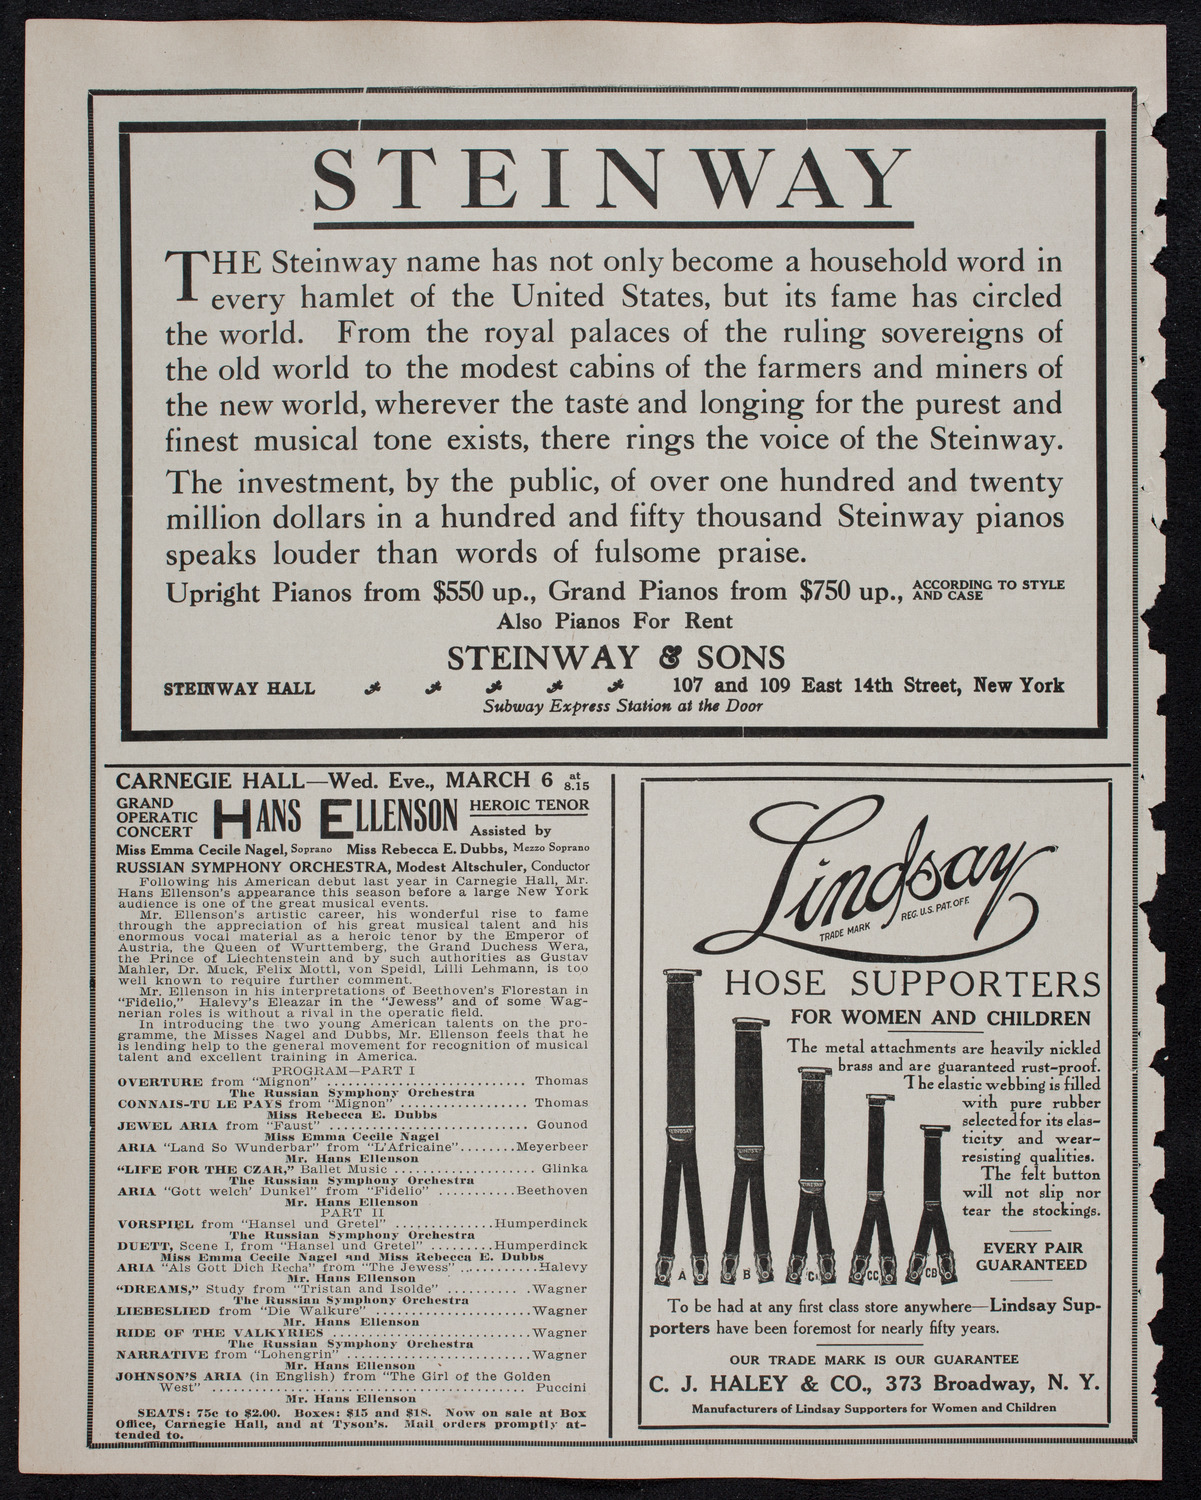 STEINWAY
THE Steinway name has not only become a household word in
every hamlet of the United States, but its fame has circled
the world. From the royal palaces of the ruling sovereigns of
the old world to the modest cabins of the farmers and miners of
the new world, wherever the taste and longing for the purest and
finest musical tone exists, there rings the voice of the Steinway.
The investment, by the public, of over one hundred and twenty
million dollars in a hundred and fifty thousand Steinway pianos
speaks louder than words of fulsome praise.
Upright Pianos from $550 up., Grand Pianos from $750 up., ACCORDING TO STYLE AND CASE
Also Pianos For Rent
STEINWAY & SONS
STEINWAY HALL 107 and 109 East 14th Street, New York
Subway Express Station at the Door
CARNEGIE HALL—Wed. Eve., MARCH 6 at 8.15
GRAND
OPERATIC
CONCERT
HANS ELLENSON
HEROIC TENOR
Assisted by
Miss Emma Cecile Nagel, Soprano Miss Rebecca E. Dubbs, Mezzo Soprano
RUSSIAN SYMPHONY ORCHESTRA, Modest Altschuler, Conductor
Following his American debut last year in Carnegie Hall, Mr.
Hans Ellenson's appearance this season before a large New York
audience is one of the great musical events.
Mr. Ellenson's artistic career, his wonderful rise to fame
through the appreciation of his great musical talent and his
enormous vocal material as a heroic tenor by the Emperor of
Austria, the Queen of Wurttemberg, the Grand Duchess Wera,
the Prince of Liechtenstein and by such authorities as Gustav
Mahler, Dr. Muck, Felix Mottl, von Speidl, Lilli Lehmann, is too
well known to require further comment.
Mr. Ellenson in his interpretations of Beethoven's Florestan in
"Fidelio," Halevy's Eleazar in the "Jewess" and of some Wag-
nerian roles is without a rival in the operatic field.
In introducing the two young American talents on the pro-
gramme, the Misses Nagel and Dubbs, Mr. Ellenson feels that he
is lending help to the general movement for recognition of musical
talent and excellent training in America.
PROGRAM—PART I
OVERTURE from "Mignon" .......................... Thomas
The Russian Symphony Orchestra
CONNAIS-TU LE PAYS from "Mignon" ................. Thomas
Miss Rebecca E. Dubbs
JEWEL ARIA from "Faust" .......................... Gounod
Miss Emma Cecile Nagel
ARIA "Land So Wunderbar" from "L'Africaine"........Meyerbeer
Mr. Hans Ellenson
"LIFE FOR THE CZAR," Ballet Music ................... Glinka
The Russian Symphony Orchestra
ARIA "Gott welch' Dunkel" from "Fidelio" ..........Beethoven
Mr. Hans Ellenson
PART II
VORSPIEL from "Hansel und Gretel" .............Humperdinck
The Russian Symphony Orchestra
DUETT, Scene I, from "Hansel und Gretel" .........Humperdinck
Miss Emma Cecile Nagel and Miss Rebecca E. Dubbs
ARIA "Als Gott Dich Recha" from "The Jewess" ...........Halevy
Mr. Hans Ellenson
"DREAMS," Study from "Tristan and Isolde" ........... .Wagner
The Russian Symphony Orchestra
LIEBESLIED from "Die Walkure" .....................Wagner
Mr. Hans Ellenson
RIDE OF THE VALKYRIES ..........................Wagner
The Russian Symphony Orchestra
NARRATIVE from "Lohengrin" .........................Wagner
Mr. Hans Ellenson
JOHNSON'S ARIA (in English) from "The Girl of the Golden
West" ......................................... Puccini
Mr. Hans Ellenson
SEATS: 75c to $2.00. Boxes: $15 and $18. Now on sale at Box
Office, Carnegie Hall, and at Tyson's. Mail orders promptly at-
tended to.
Lindsay
TRADE MARK REG. U.S. PAT. OFF.
HOSE SUPPORTERS
FOR WOMEN AND CHILDREN
The metal attachments are heavily nickled
brass and are guaranteed rust-proof.
The elastic webbing is filled
with pure rubber
selected for its elas-
ticity and wear-
resisting qualities.
The felt button
will not slip nor
tear the stockings.
EVERY PAIR
GUARANTEED
A B C CC CB
To be had at any first class store anywhere—Lindsay Sup-
porters have been foremost for nearly fifty years.
OUR TRADE MARK IS OUR GUARANTEE
C. J. HALEY & CO., 373 Broadway, N. Y.
Manufacturers of Lindsay Supporters for Women and Children